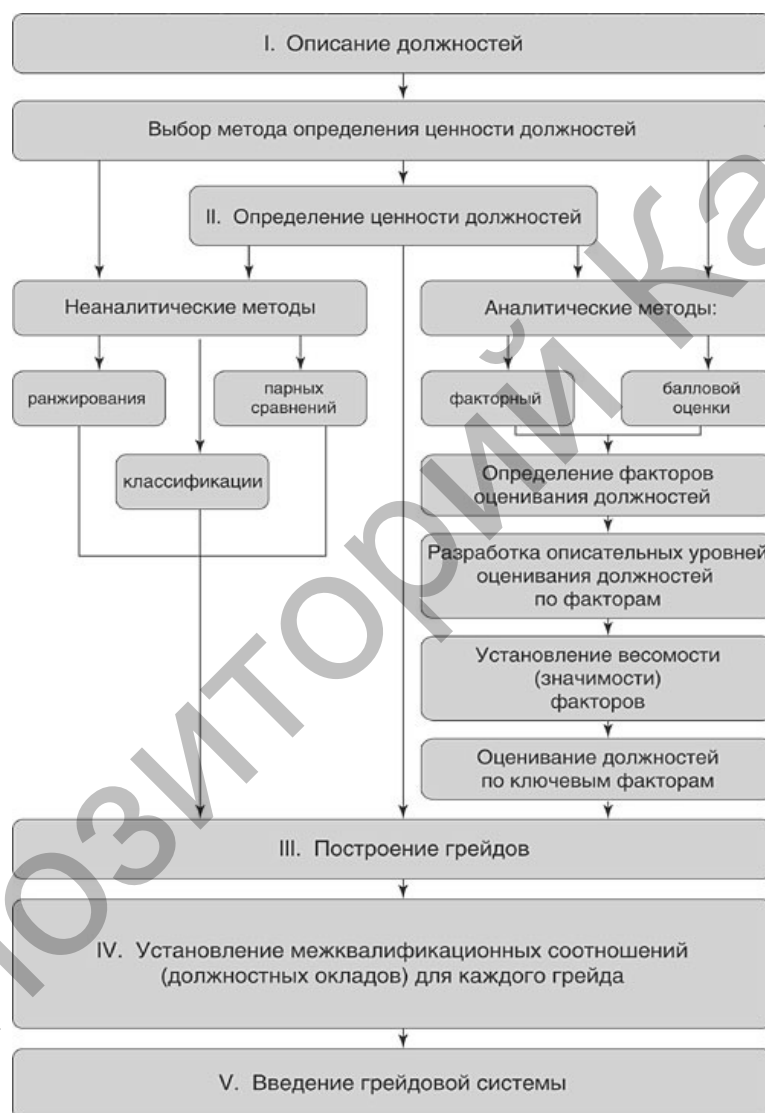 I. Описание должностей
Выбор метода определения ценности должностей
II. Определение ценности должностей
Неаналитические методы
Аналитические методы:
ранжирования
парных
сравнений
факторный
балловой
оценки
классификации
Определение факторов
оценивания должностей
Разработка описательных уровней
оценивания должностей
по факторам
Установление весомости
(значимости)
факторов
Оценивание должностей
по ключевым факторам
III. Построение грейдов
IV. Установление межквалификационных соотношений
(должностных окладов) для каждого грейда
V. Введение грейдовой системы